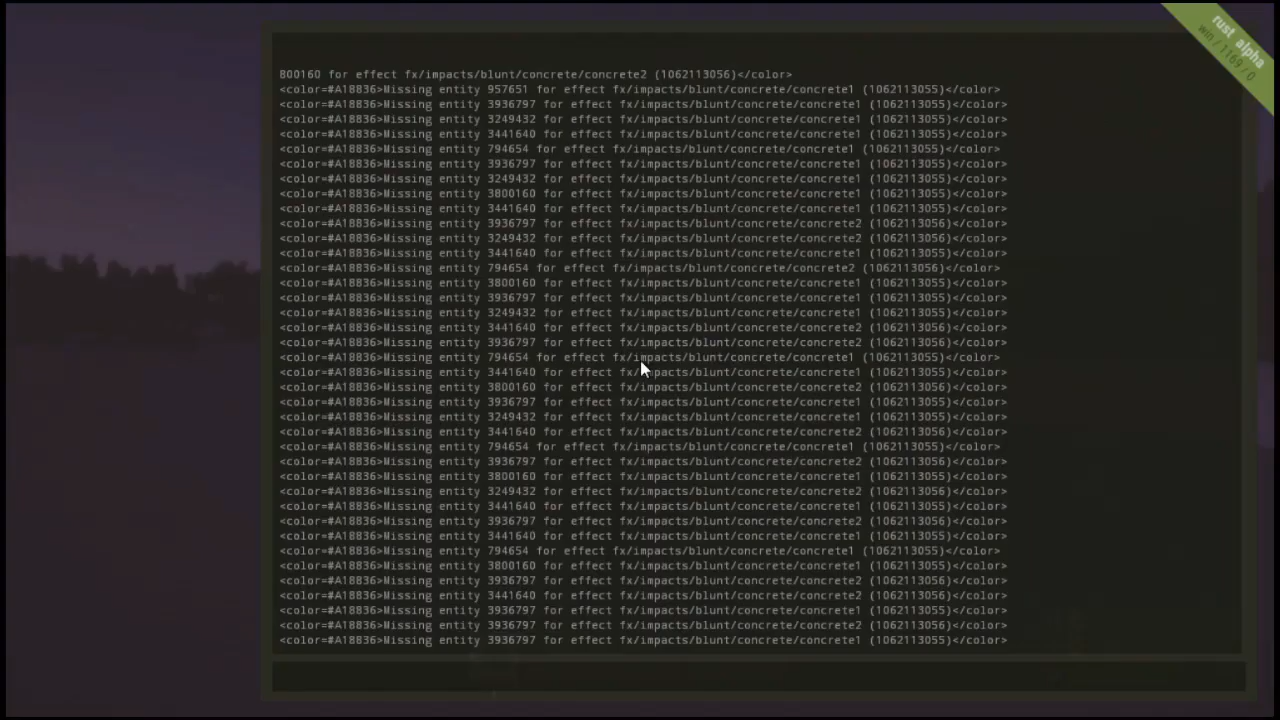 rust alpha
win / 1169 / 0
800160 for effect fx/impacts/blunt/concrete/concrete2 (1062113056)</color>
<color=#A18836>Missing entity 957651 for effect fx/impacts/blunt/concrete/concrete1 (1062113055)</color>
<color=#A18836>Missing entity 3936797 for effect fx/impacts/blunt/concrete/concrete1 (1062113055)</color>
<color=#A18836>Missing entity 3249432 for effect fx/impacts/blunt/concrete/concrete1 (1062113055)</color>
<color=#A18836>Missing entity 3441640 for effect fx/impacts/blunt/concrete/concrete1 (1062113055)</color>
<color=#A18836>Missing entity 794654 for effect fx/impacts/blunt/concrete/concrete1 (1062113055)</color>
<color=#A18836>Missing entity 3936797 for effect fx/impacts/blunt/concrete/concrete1 (1062113055)</color>
<color=#A18836>Missing entity 3249432 for effect fx/impacts/blunt/concrete/concrete1 (1062113055)</color>
<color=#A18836>Missing entity 3800160 for effect fx/impacts/blunt/concrete/concrete1 (1062113055)</color>
<color=#A18836>Missing entity 3441640 for effect fx/impacts/blunt/concrete/concrete1 (1062113055)</color>
<color=#A18836>Missing entity 3936797 for effect fx/impacts/blunt/concrete/concrete2 (1062113056)</color>
<color=#A18836>Missing entity 3249432 for effect fx/impacts/blunt/concrete/concrete2 (1062113056)</color>
<color=#A18836>Missing entity 3441640 for effect fx/impacts/blunt/concrete/concrete1 (1062113055)</color>
<color=#A18836>Missing entity 794654 for effect fx/impacts/blunt/concrete/concrete2 (1062113056)</color>
<color=#A18836>Missing entity 3800160 for effect fx/impacts/blunt/concrete/concrete1 (1062113055)</color>
<color=#A18836>Missing entity 3936797 for effect fx/impacts/blunt/concrete/concrete1 (1062113055)</color>
<color=#A18836>Missing entity 3249432 for effect fx/impacts/blunt/concrete/concrete1 (1062113055)</color>
<color=#A18836>Missing entity 3441640 for effect fx/impacts/blunt/concrete/concrete2 (1062113056)</color>
<color=#A18836>Missing entity 3936797 for effect fx/impacts/blunt/concrete/concrete2 (1062113056)</color>
<color=#A18836>Missing entity 794654 for effect fx/impacts/blunt/concrete/concrete1 (1062113055)</color>
<color=#A18836>Missing entity 3441640 for effect fx/impacts/blunt/concrete/concrete1 (1062113055)</color>
<color=#A18836>Missing entity 3800160 for effect fx/impacts/blunt/concrete/concrete2 (1062113056)</color>
<color=#A18836>Missing entity 3936797 for effect fx/impacts/blunt/concrete/concrete1 (1062113055)</color>
<color=#A18836>Missing entity 3249432 for effect fx/impacts/blunt/concrete/concrete1 (1062113055)</color>
<color=#A18836>Missing entity 3441640 for effect fx/impacts/blunt/concrete/concrete2 (1062113056)</color>
<color=#A18836>Missing entity 794654 for effect fx/impacts/blunt/concrete/concrete1 (1062113055)</color>
<color=#A18836>Missing entity 3936797 for effect fx/impacts/blunt/concrete/concrete2 (1062113056)</color>
<color=#A18836>Missing entity 3800160 for effect fx/impacts/blunt/concrete/concrete1 (1062113055)</color>
<color=#A18836>Missing entity 3249432 for effect fx/impacts/blunt/concrete/concrete2 (1062113056)</color>
<color=#A18836>Missing entity 3441640 for effect fx/impacts/blunt/concrete/concrete1 (1062113055)</color>
<color=#A18836>Missing entity 3936797 for effect fx/impacts/blunt/concrete/concrete2 (1062113056)</color>
<color=#A18836>Missing entity 3441640 for effect fx/impacts/blunt/concrete/concrete1 (1062113055)</color>
<color=#A18836>Missing entity 794654 for effect fx/impacts/blunt/concrete/concrete1 (1062113055)</color>
<color=#A18836>Missing entity 3800160 for effect fx/impacts/blunt/concrete/concrete1 (1062113055)</color>
<color=#A18836>Missing entity 3936797 for effect fx/impacts/blunt/concrete/concrete2 (1062113056)</color>
<color=#A18836>Missing entity 3441640 for effect fx/impacts/blunt/concrete/concrete2 (1062113056)</color>
<color=#A18836>Missing entity 3936797 for effect fx/impacts/blunt/concrete/concrete1 (1062113055)</color>
<color=#A18836>Missing entity 3936797 for effect fx/impacts/blunt/concrete/concrete2 (1062113056)</color>
<color=#A18836>Missing entity 3936797 for effect fx/impacts/blunt/concrete/concrete1 (1062113055)</color>